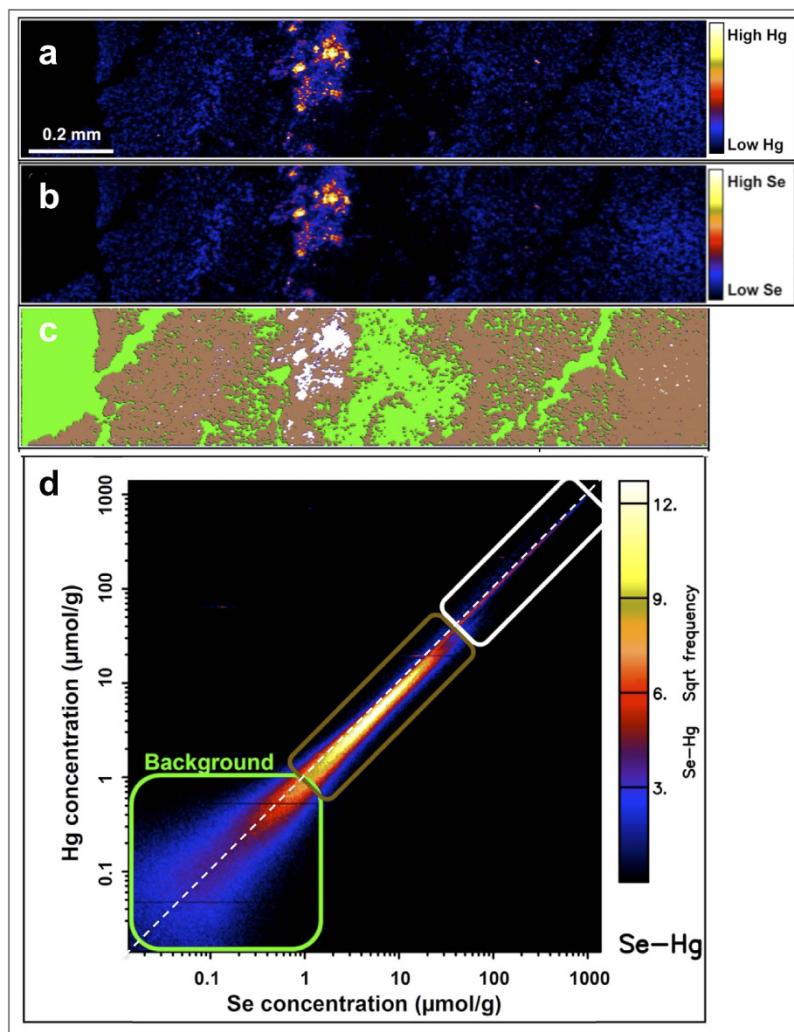 a
High Hg
0.2 mm
Low Hg
b
High Se
Low Se
c
d
1000
100
10
1
0.1
Hg concentration (µmol/g)
Background
0.1 1 10 100 1000
Se concentration (µmol/g)
12.
9.
6.
3.
Se-Hg Sqrt frequency
Se-Hg